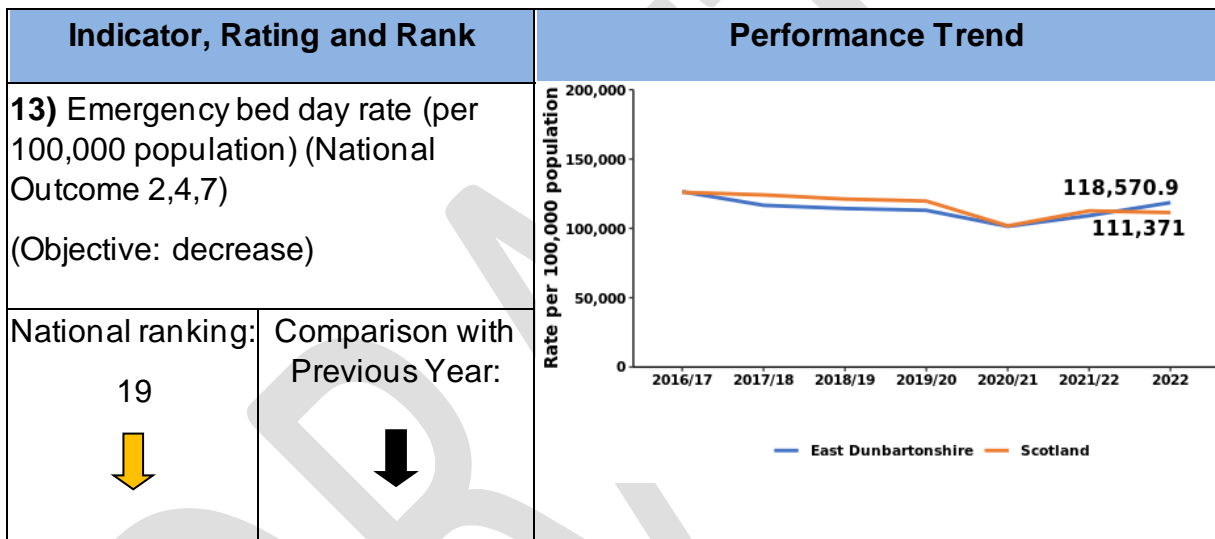 Indicator, Rating and Rank
Performance Trend
13) Emergency bed day rate (per
100,000 population) (National
Outcome 2,4,7)
(Objective: decrease)
National ranking:
19
Comparison with
Previous Year:
Rate per 100,000 population
200,000
150,000
100,000
50,000
0
118,570.9
111,371
2016/17 2017/18 2018/19 2019/20 2020/21 2021/22 2022
East Dunbartonshire Scotland